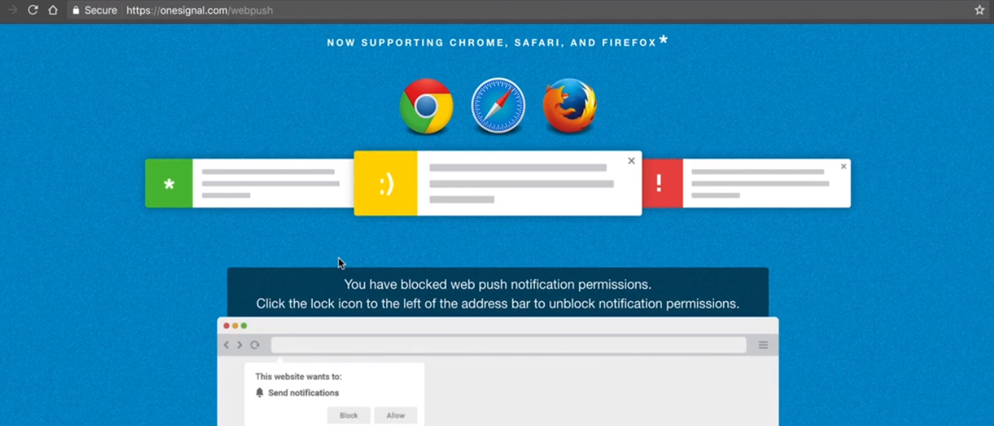 Secure https://onesignal.com/webpush
NOW SUPPORTING CHROME, SAFARI, AND FIREFOX*
* :) !
You have blocked web push notification permissions.
Click the lock icon to the left of the address bar to unblock notification permissions.
This website wants to:
Send notifications
Block Allow